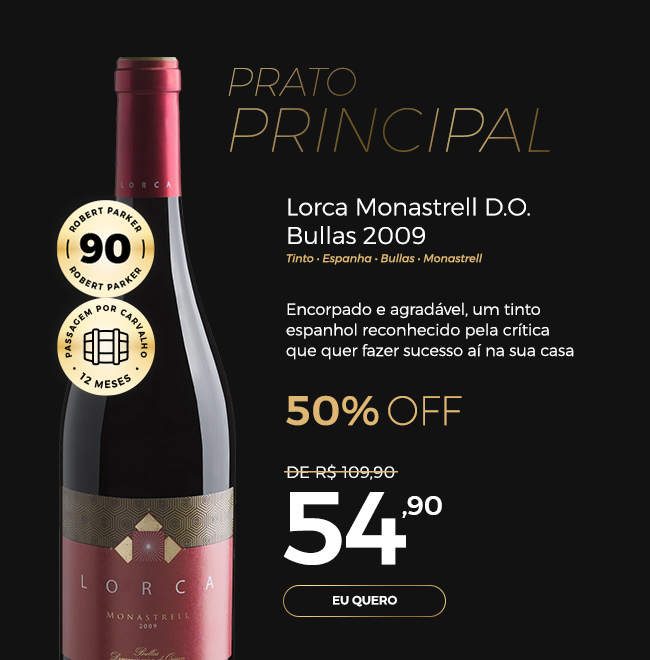 PRATO
PRINCIPAL
LORCA
ROBERT PARKER
90
ROBERT PARKER
Lorca Monastrell D.O.
Bullas 2009
Tinto • Espanha • Bullas • Monastrell
PASSAGEM POR CARVALHO
• 12 MESES •
Encorpado e agradável, um tinto
espanhol reconhecido pela crítica
que quer fazer sucesso aí na sua casa
50% OFF
DE R$ 109,90
54,90
EU QUERO
LORCA
MONASTRELL
2009
Bullas